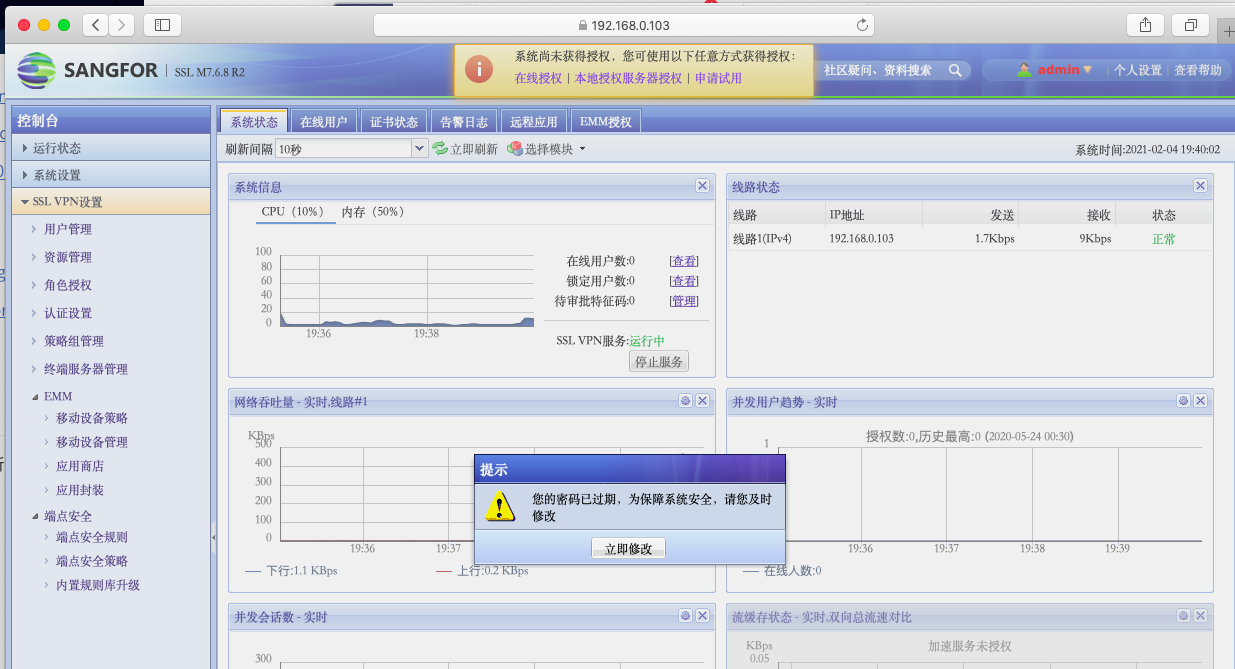 192.168.0.103
SANGFOR SSL M7.6.8 R2
系统尚未获得授权，您可使用以下任意方式获得授权：
在线授权 | 本地授权服务器授权 | 申请试用
社区疑问、资料搜索
admin 个人设置 查看帮助
控制台
运行状态
系统设置
SSL VPN设置
用户管理
资源管理
角色授权
认证设置
策略组管理
终端服务器管理
EMM
移动设备策略
移动设备管理
应用商店
应用封装
端点安全
端点安全规则
端点安全策略
内置规则库升级
系统状态 在线用户 证书状态 告警日志 远程应用 EMM授权
刷新间隔 10秒 立即刷新 选择模块 系统时间:2021-02-04 19:40:02
系统信息
CPU（10%） 内存（50%）
100
80
60
40
20
0
19:36 19:38
在线用户数:0 [查看]
锁定用户数:0 [查看]
待审批特征码:0 [管理]
SSL VPN服务:运行中
停止服务
线路状态
线路 IP地址 发送 接收 状态
线路1(IPv4) 192.168.0.103 1.7Kbps 9Kbps 正常
网络吞吐量 - 实时,线路#1
KBps
500
400
300
200
100
0
19:36 19:37
下行:1.1 KBps 上行:0.2 KBps
并发用户趋势 - 实时
授权数:0,历史最高:0 (2020-05-24 00:30)
1
19:36 19:37 19:38 19:39
在线人数:0
提示
您的密码已过期，为保障系统安全，请您及时
修改
立即修改
并发会话数 - 实时
300
流缓存状态 - 实时,双向总流速对比
KBps
加速服务未授权
0.05